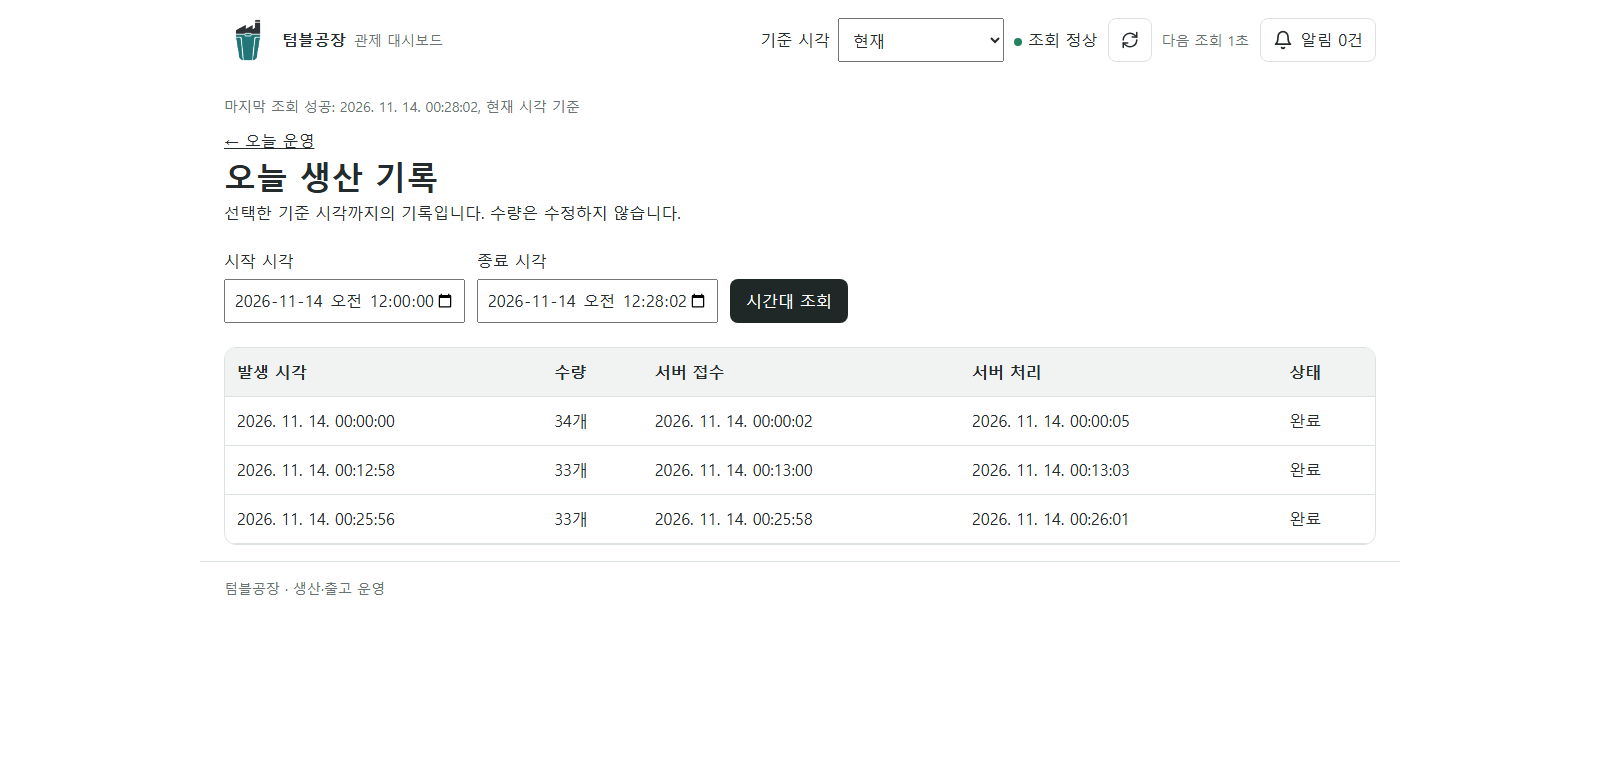 텀블공장 관제 대시보드 기준 시각 현재 조회 정상 다음 조회 1초 알림 0건
마지막 조회 성공: 2026. 11. 14. 00:28:02, 현재 시각 기준
← 오늘 운영
오늘 생산 기록
선택한 기준 시각까지의 기록입니다. 수량은 수정하지 않습니다.
시작 시각 종료 시각
2026-11-14 오전 12:00:00 2026-11-14 오전 12:28:02 시간대 조회
발생 시각 수량 서버 접수 서버 처리 상태
2026. 11. 14. 00:00:00 34개 2026. 11. 14. 00:00:02 2026. 11. 14. 00:00:05 완료
2026. 11. 14. 00:12:58 33개 2026. 11. 14. 00:13:00 2026. 11. 14. 00:13:03 완료
2026. 11. 14. 00:25:56 33개 2026. 11. 14. 00:25:58 2026. 11. 14. 00:26:01 완료
텀블공장 · 생산·출고 운영